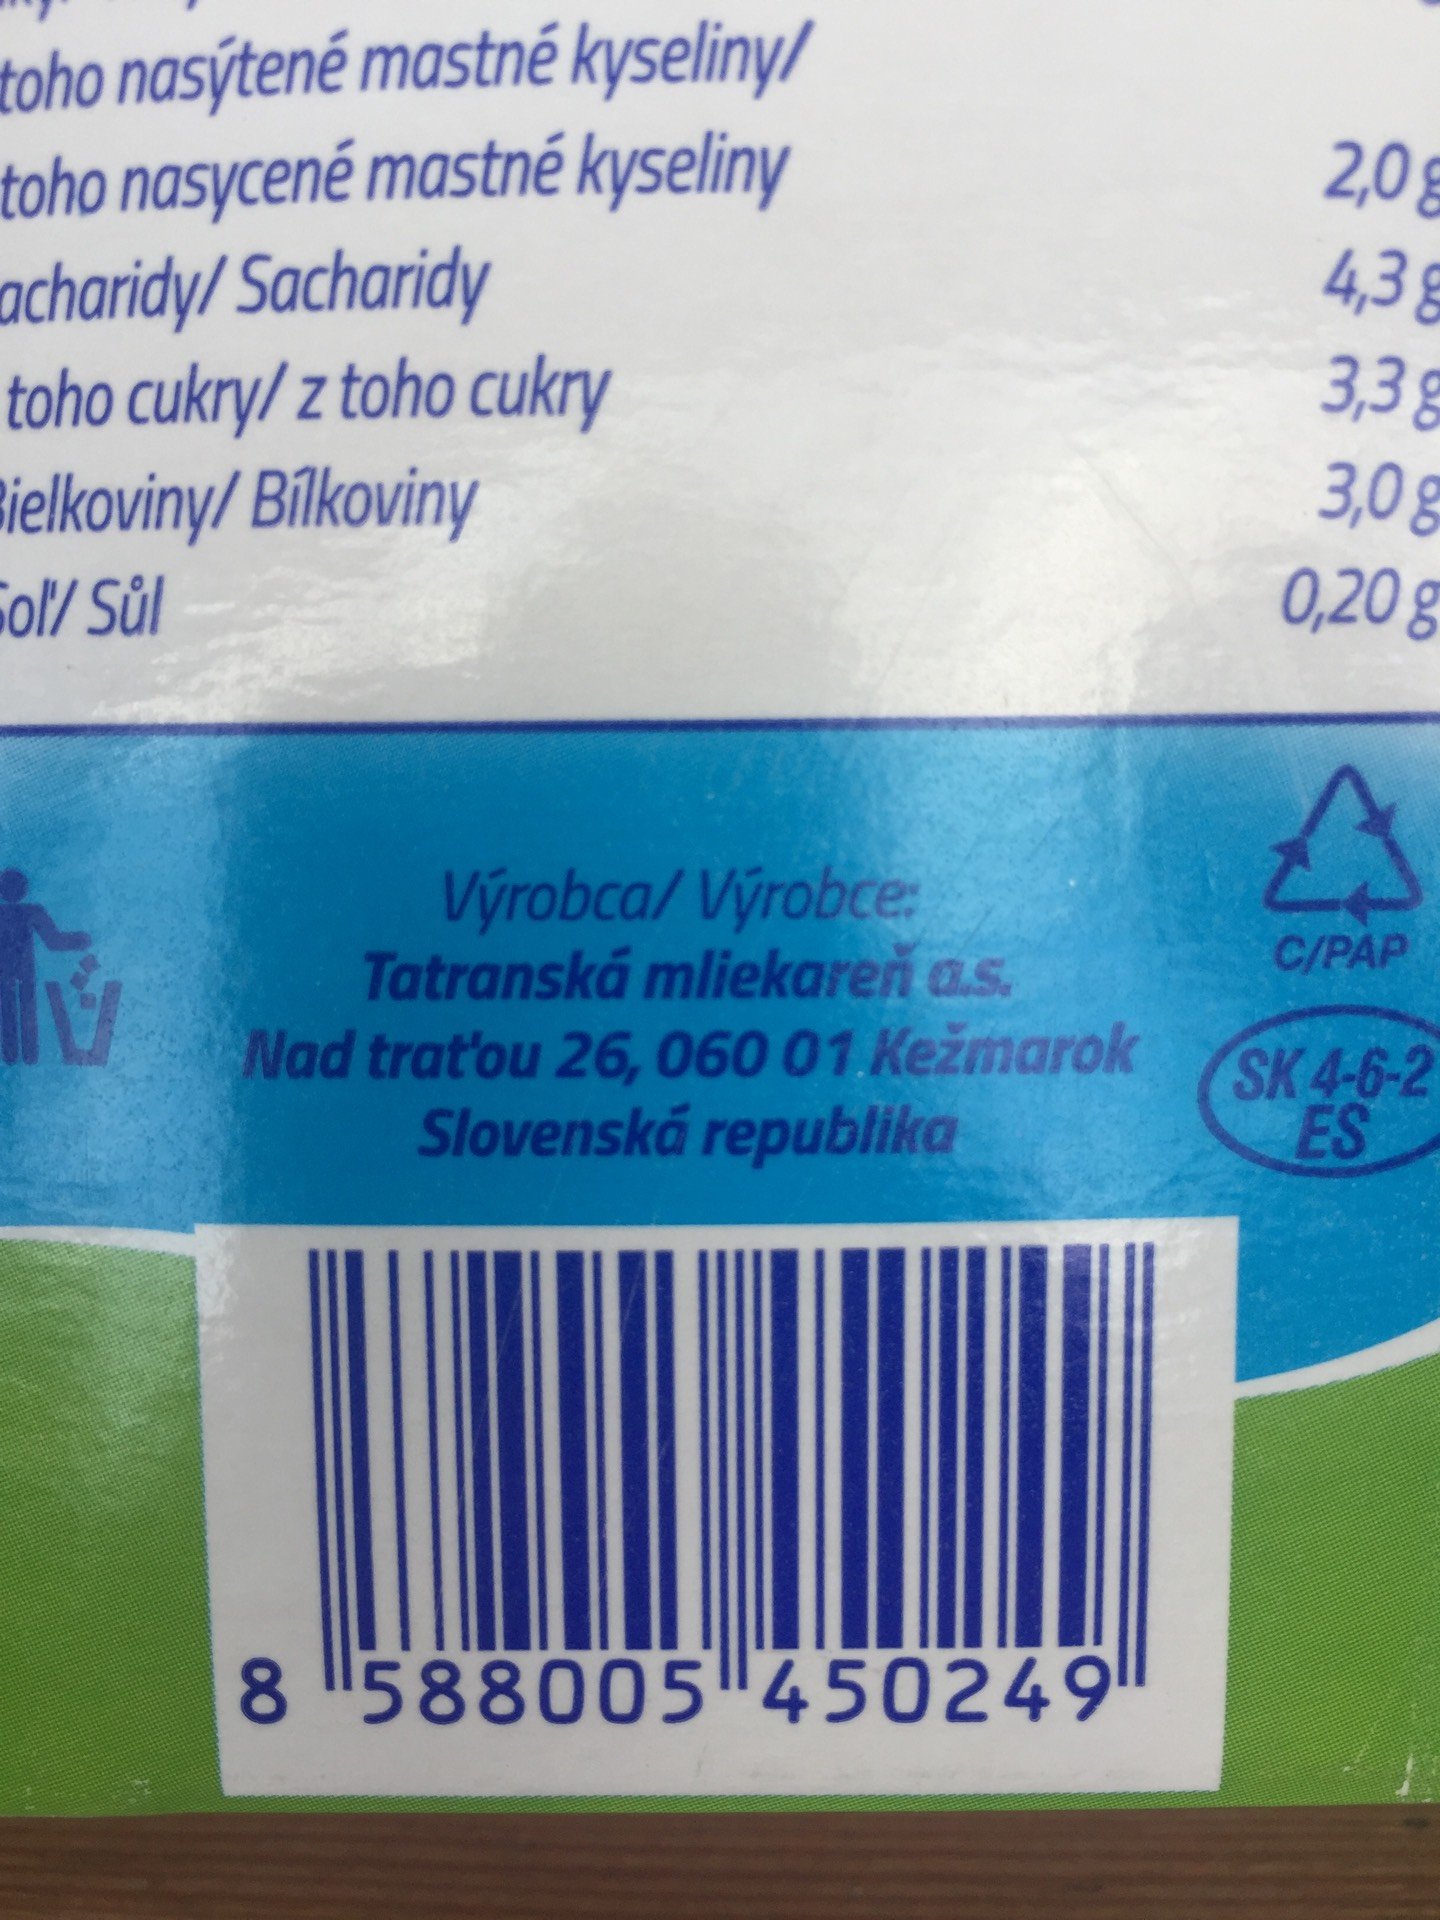 toho nasýtené mastné kyseliny/
toho nasycené mastné kyseliny 2,0 g
acharidy/ Sacharidy 4,3 g
toho cukry/ z toho cukry 3,3 g
Bielkoviny/ Bílkoviny 3,0 g
Soľ/ Sůl 0,20 g
Výrobca/ Výrobce:
Tatranská mliekareň a.s.
Nad traťou 26, 060 01 Kežmarok
Slovenská republika
C/PAP
SK 4-6-2
ES
8 588005 450249